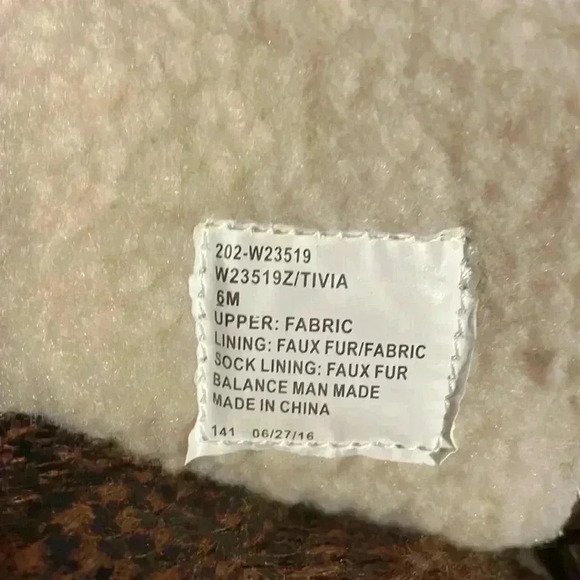 202-W23519
W23519Z/TIVIA
6M
UPPER: FABRIC
LINING: FAUX FUR/FABRIC
SOCK LINING: FAUX FUR
BALANCE MAN MADE
MADE IN CHINA
141 06/27/16